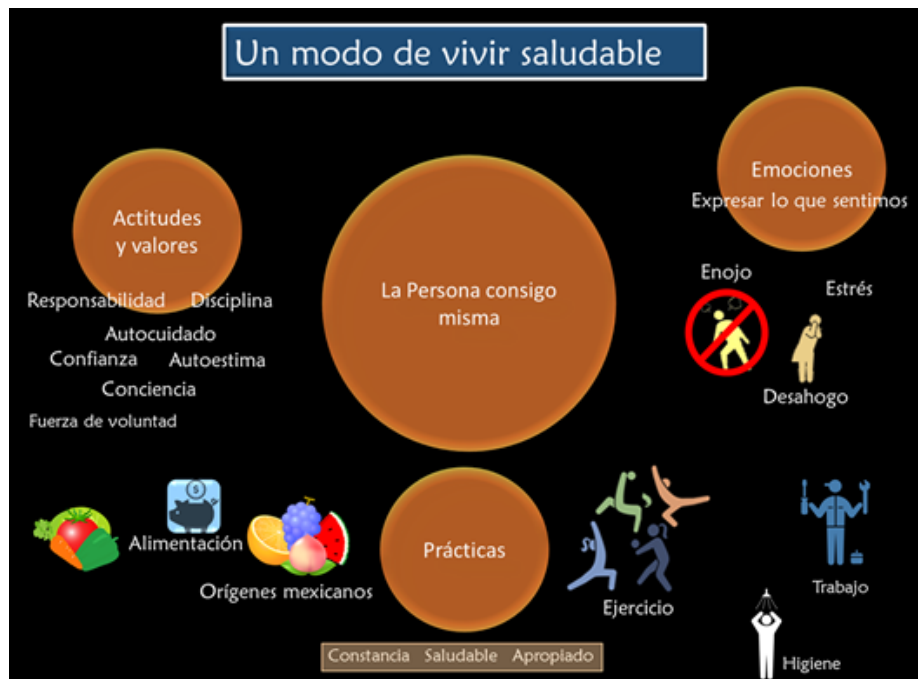 Un modo de vivir saludable
Emociones
Expresar lo que sentimos
Actitudes
y valores
La Persona consigo
misma
Enojo
Estrés
Responsabilidad Disciplina
Autocuidado
Confianza Autoestima
Conciencia
Fuerza de voluntad
Desahogo
$
Alimentación
Orígenes mexicanos
Prácticas
Ejercicio
Trabajo
Constancia Saludable Apropiado
Higiene